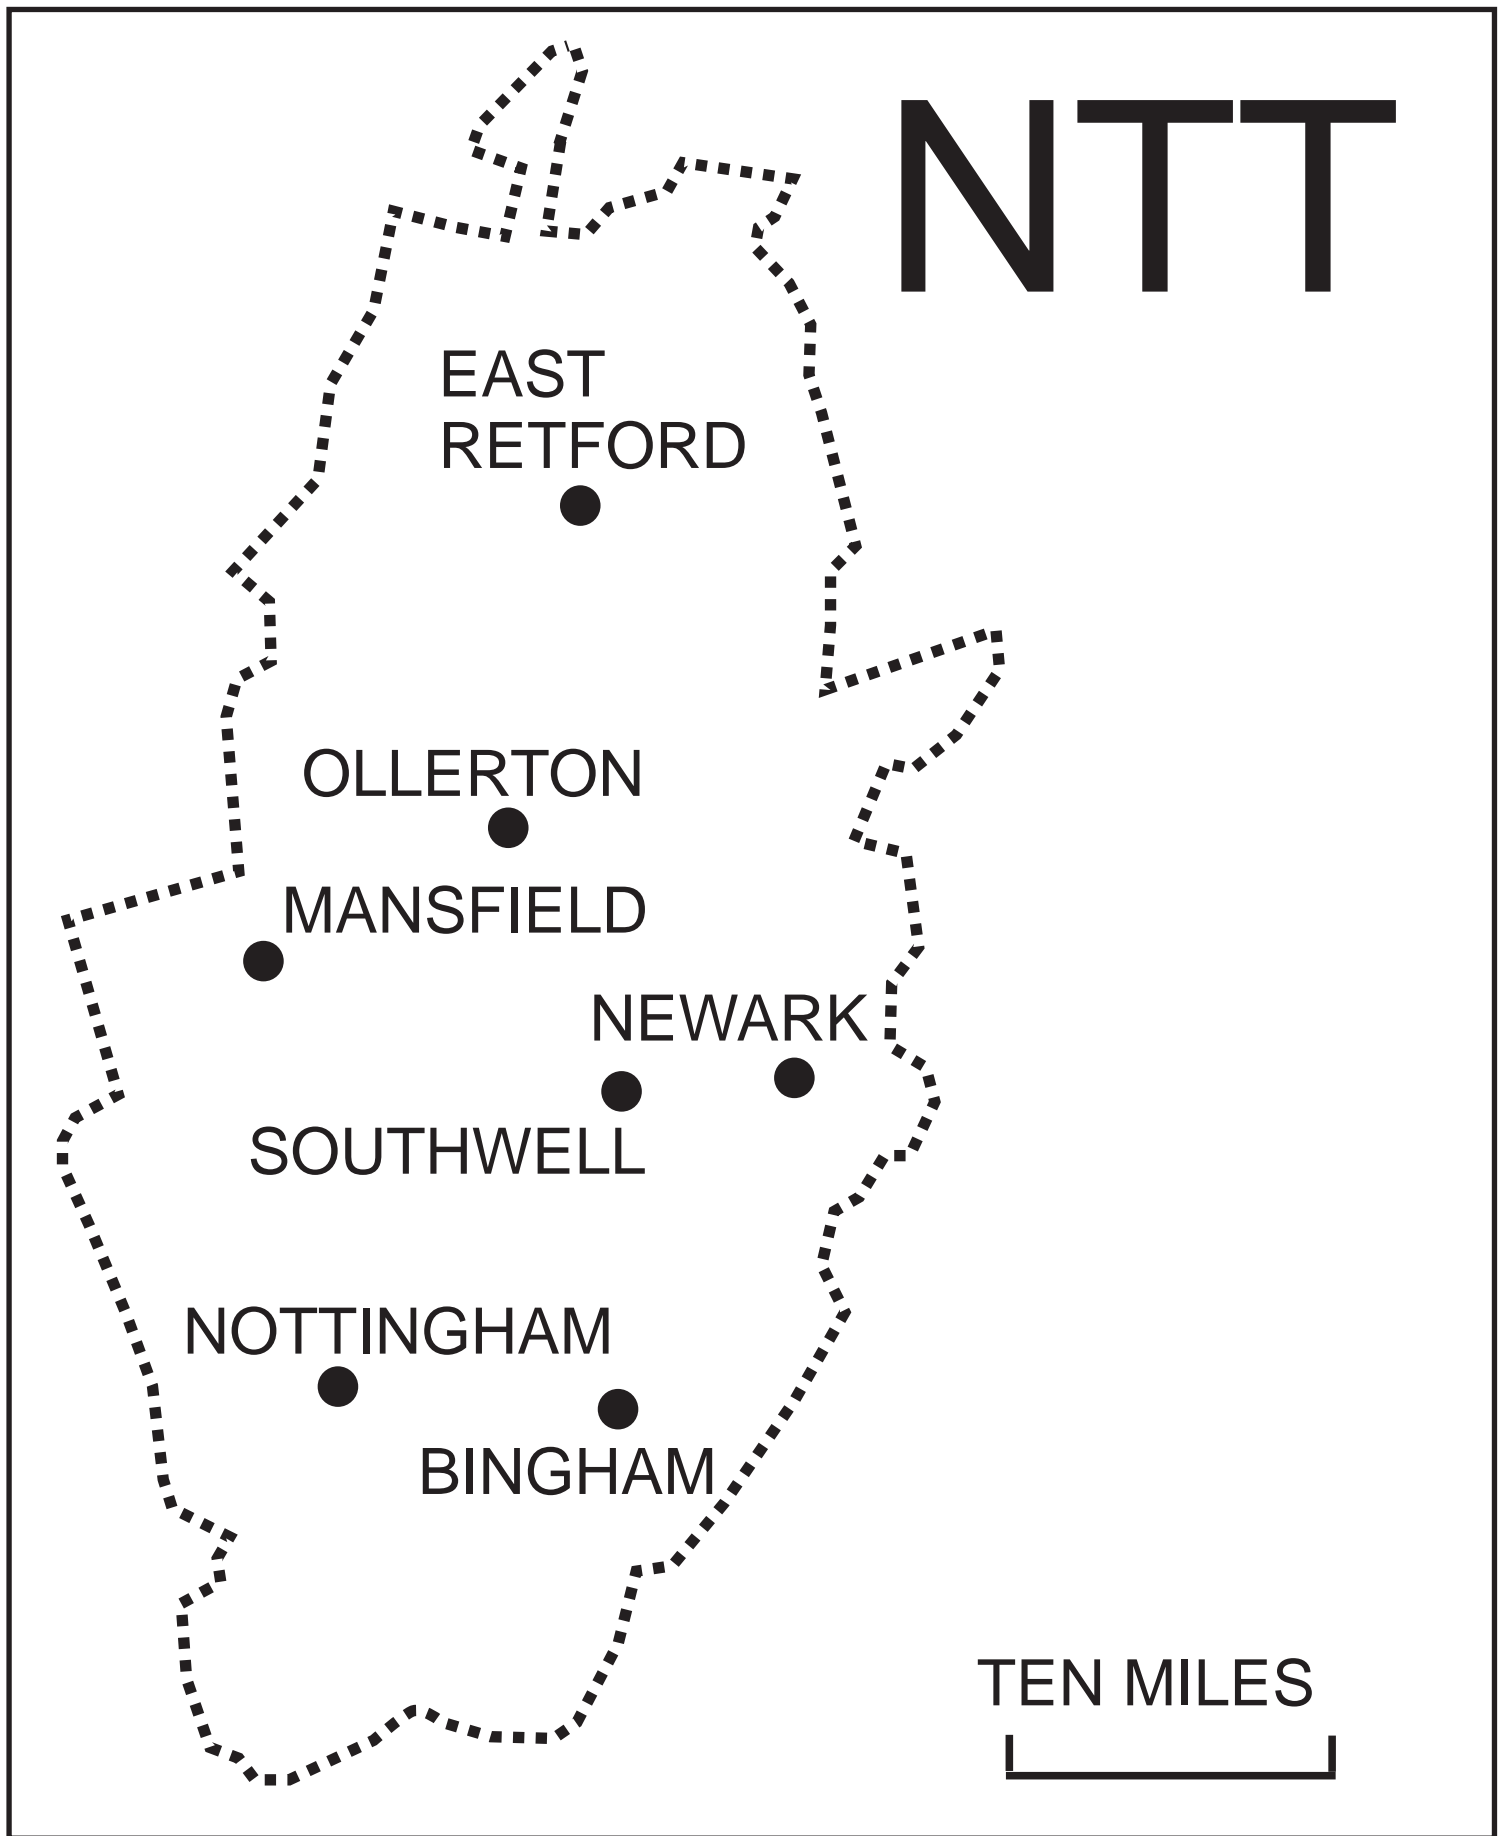 NTT
EAST
RETFORD
OLLERTON
MANSFIELD
NEWARK
SOUTHWELL
NOTTINGHAM
BINGHAM
TEN MILES